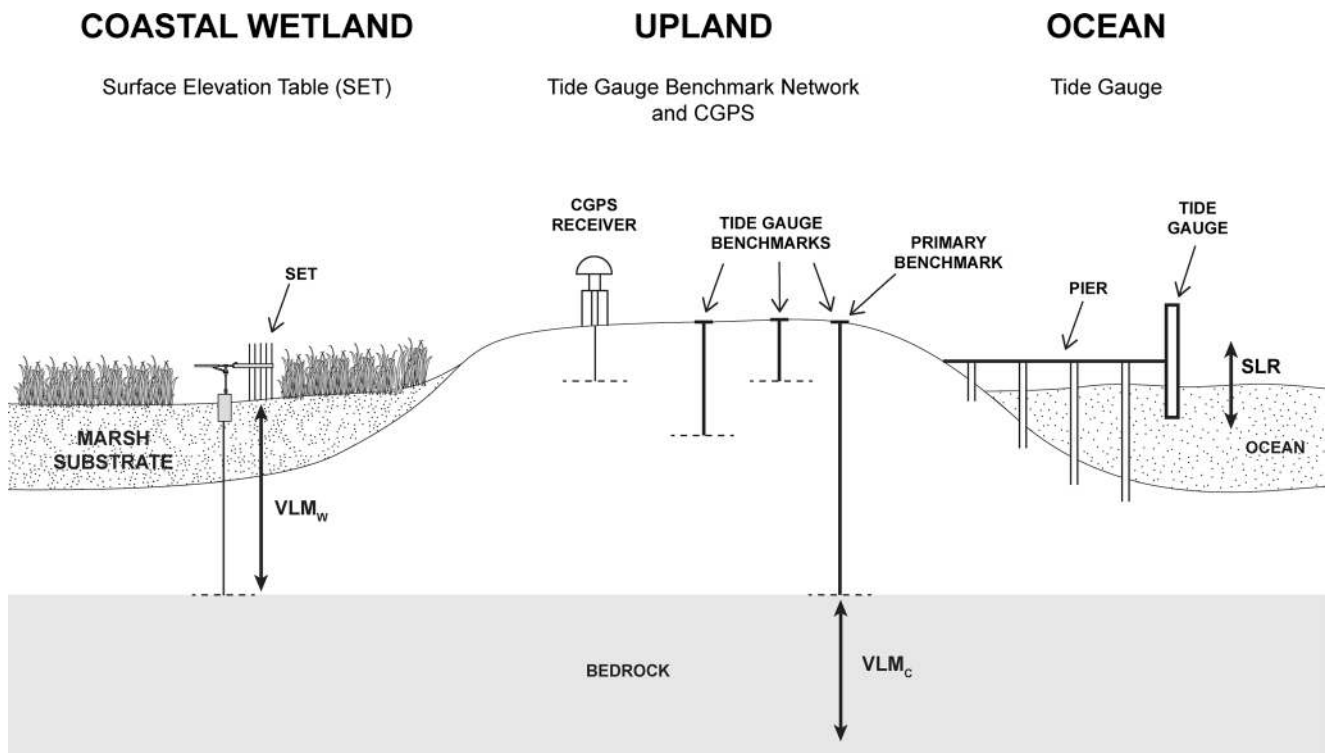 COASTAL WETLAND
UPLAND
OCEAN
Surface Elevation Table (SET)
Tide Gauge Benchmark Network
and CGPS
Tide Gauge
CGPS
RECEIVER
TIDE GAUGE
BENCHMARKS
PRIMARY
BENCHMARK
TIDE
GAUGE
SET
PIER
SLR
MARSH
SUBSTRATE
OCEAN
VLMw
BEDROCK
VLMc